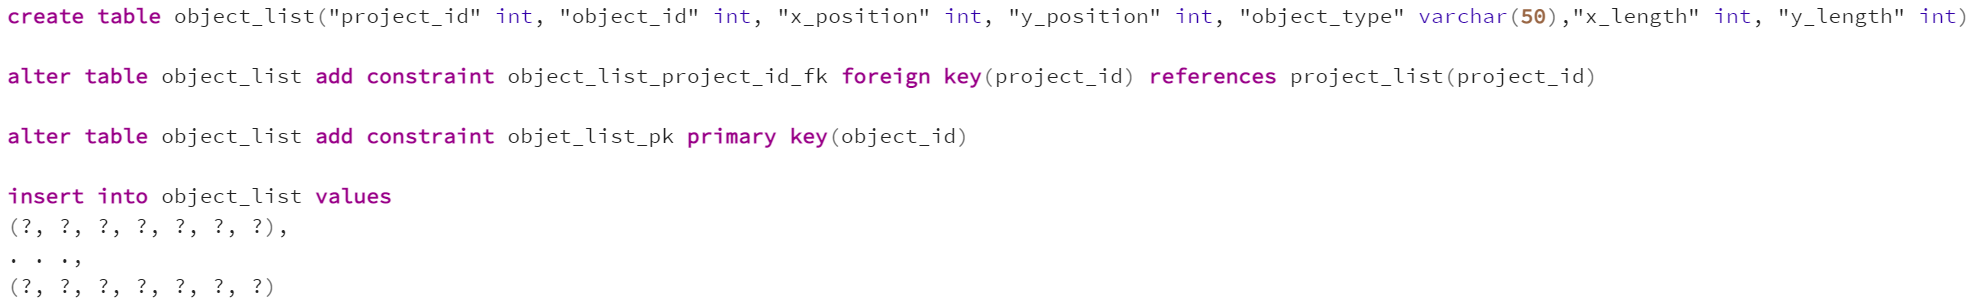 create table object_list("project_id" int, "object_id" int, "x_position" int, "y_position" int, "object_type" varchar(50),"x_length" int, "y_length" int)
alter table object_list add constraint object_list_project_id_fk foreign key(project_id) references project_list(project_id)
alter table object_list add constraint objet_list_pk primary key(object_id)
insert into object_list values
(?, ?, ?, ?, ?, ?, ?),
. . .,
(?, ?, ?, ?, ?, ?, ?)